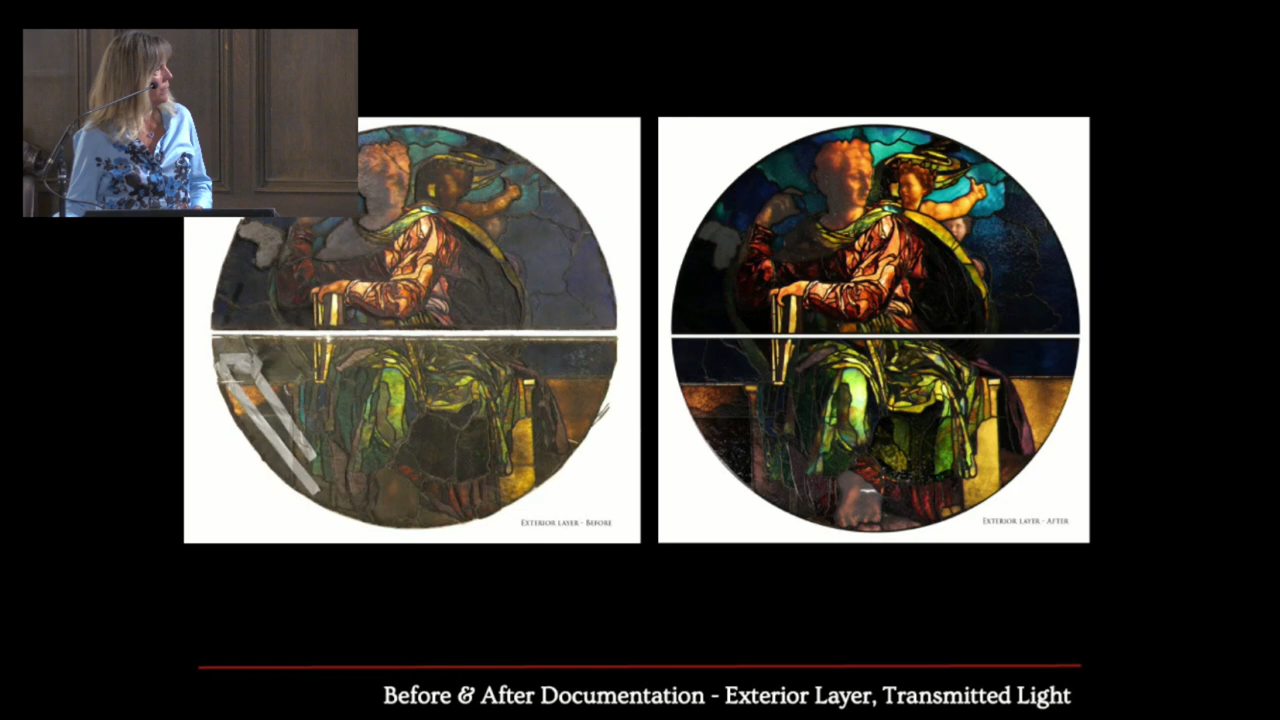 Exterior layer - Before
Exterior layer - After
Before & After Documentation - Exterior Layer, Transmitted Light